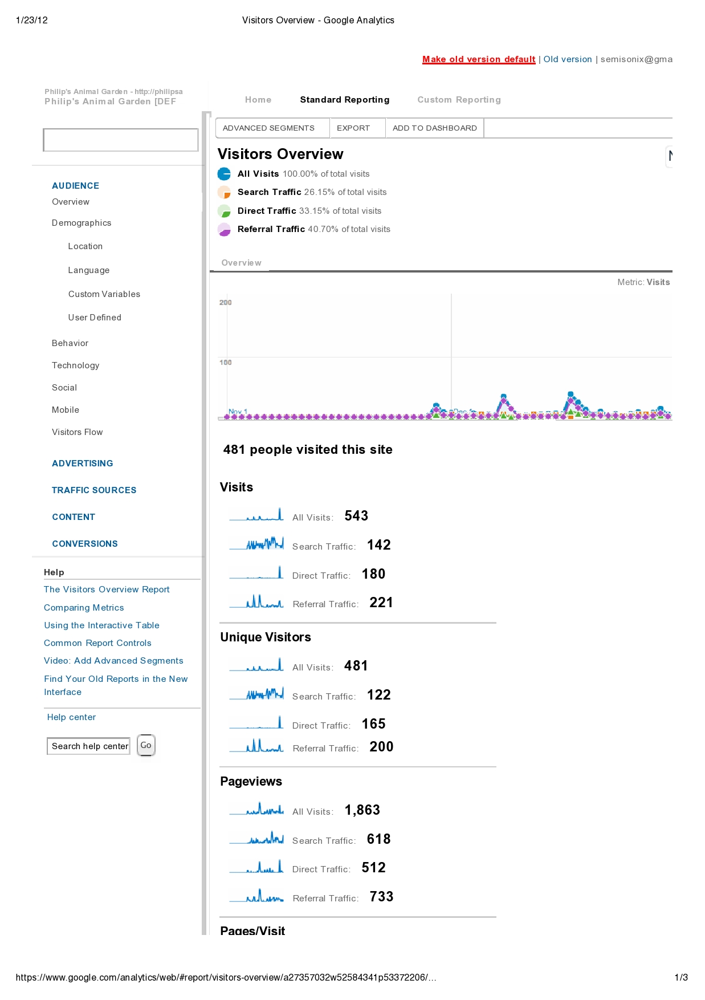 1/23/12
Visitors Overview - Google Analytics
Make old version default | Old version | semisonix@gma
Philip's Animal Garden - http://philipsa
Philip's Animal Garden [DEF
Home
Standard Reporting
Custom Reporting
ADVANCED SEGMENTS
EXPORT
ADD TO DASHBOARD
Visitors Overview
All Visits 100.00% of total visits
Search Traffic 26.15% of total visits
Direct Traffic 33.15% of total visits
Referral Traffic 40.70% of total visits
AUDIENCE
Overview
Demographics
Location
Language
Custom Variables
User Defined
Behavior
Technology
Social
Mobile
Visitors Flow
ADVERTISING
TRAFFIC SOURCES
CONTENT
CONVERSIONS
Help
The Visitors Overview Report
Comparing Metrics
Using the Interactive Table
Common Report Controls
Video: Add Advanced Segments
Find Your Old Reports in the New
Interface
Help center
Search help center
Go
Overview
Metric: Visits
200
100
Nov 1
Dec 1
481 people visited this site
Visits
All Visits: 543
Search Traffic: 142
Direct Traffic: 180
Referral Traffic: 221
Unique Visitors
All Visits: 481
Search Traffic: 122
Direct Traffic: 165
Referral Traffic: 200
Pageviews
All Visits: 1,863
Search Traffic: 618
Direct Traffic: 512
Referral Traffic: 733
Pages/Visit
https://www.google.com/analytics/web/#report/visitors-overview/a27357032w52584341p53372206/…
1/3